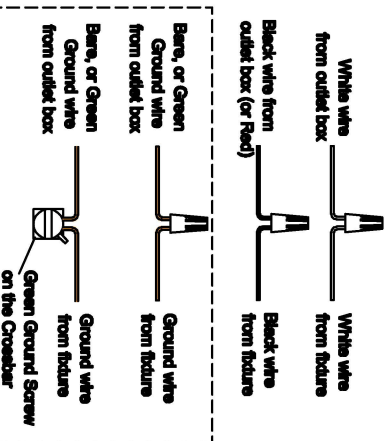 White wire
from outlet box
White wire
from fixture
Black wire from
outlet box (or Red)
Black wire
from fixture
Bare, or Green
Ground wire
from outlet box
Ground wire
from fixture
Bare, or Green
Ground wire
from outlet box
Ground wire
from fixture
Green Ground Screw
on the Crossbar